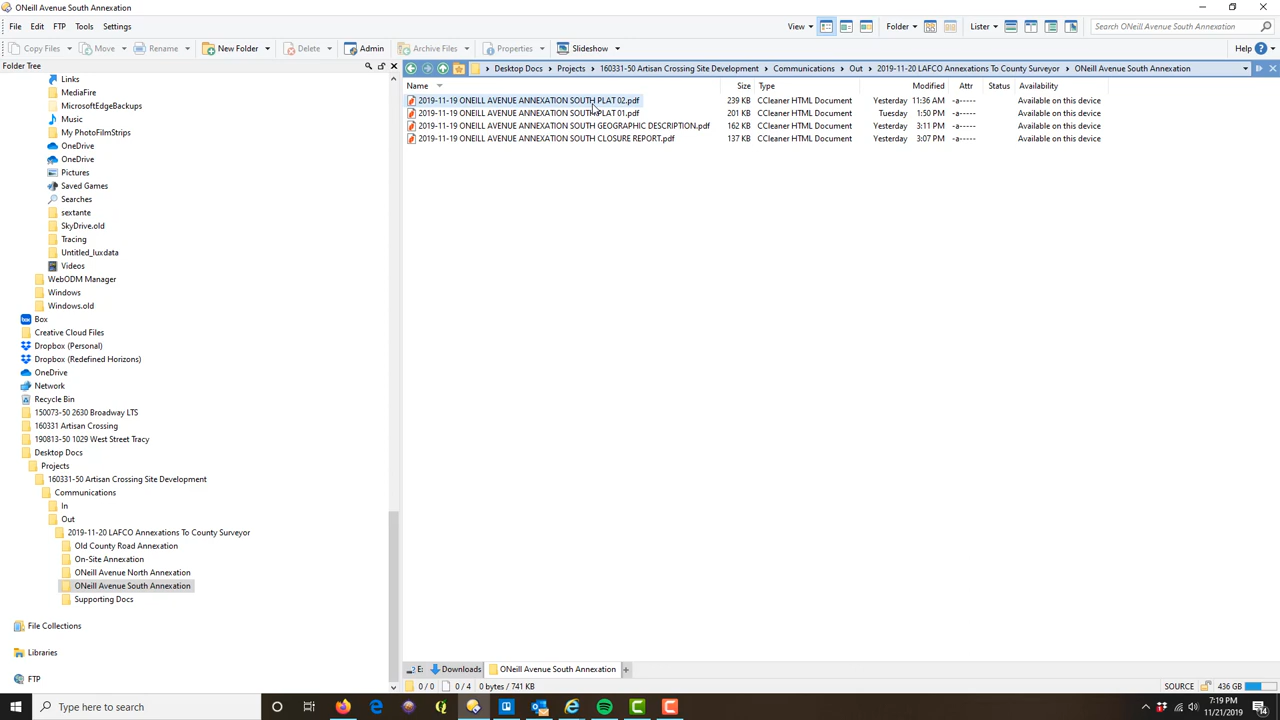 ONeill Avenue South Annexation
File Edit FTP Tools Settings View Folder Lister Search ONeill Avenue South Annexation
Copy Files Move Rename New Folder Delete Admin Archive Files Properties Slideshow Help
Folder Tree
Desktop Docs Projects 160331-50 Artisan Crossing Site Development Communications Out 2019-11-20 LAFCO Annexations To County Surveyor ONeill Avenue South Annexation
Name Size Type Modified Attr Status Availability
2019-11-19 ONEILL AVENUE ANNEXATION SOUTH PLAT 02.pdf 239 KB CCleaner HTML Document Yesterday 11:36 AM -a----- Available on this device
2019-11-19 ONEILL AVENUE ANNEXATION SOUTH PLAT 01.pdf 201 KB CCleaner HTML Document Tuesday 1:50 PM -a----- Available on this device
2019-11-19 ONEILL AVENUE ANNEXATION SOUTH GEOGRAPHIC DESCRIPTION.pdf 162 KB CCleaner HTML Document Yesterday 3:11 PM -a----- Available on this device
2019-11-19 ONEILL AVENUE ANNEXATION SOUTH CLOSURE REPORT.pdf 137 KB CCleaner HTML Document Yesterday 3:07 PM -a----- Available on this device
Links
MediaFire
MicrosoftEdgeBackups
Music
My PhotoFilmStrips
OneDrive
OneDrive
Pictures
Saved Games
Searches
sextante
SkyDrive.old
Tracing
Untitled_luxdata
Videos
WebODM Manager
Windows
Windows.old
Box
Creative Cloud Files
Dropbox (Personal)
Dropbox (Redefined Horizons)
OneDrive
Network
Recycle Bin
150073-50 2630 Broadway LTS
160331 Artisan Crossing
190813-50 1029 West Street Tracy
Desktop Docs
Projects
160331-50 Artisan Crossing Site Development
Communications
In
Out
2019-11-20 LAFCO Annexations To County Surveyor
Old County Road Annexation
On-Site Annexation
ONeill Avenue North Annexation
ONeill Avenue South Annexation
Supporting Docs
File Collections
Libraries
FTP
E: Downloads ONeill Avenue South Annexation
0 / 0 0 / 4 0 bytes / 741 KB SOURCE 436 GB
Type here to search
7:19 PM
11/21/2019
14